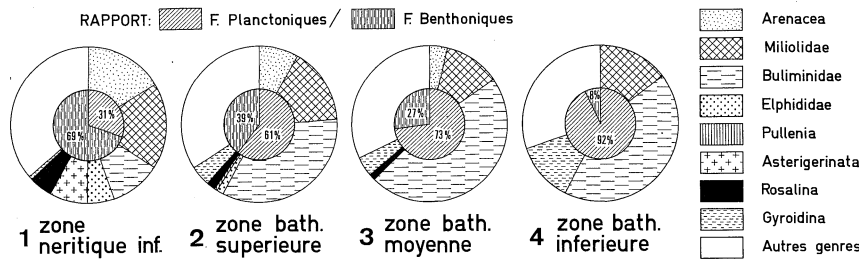 RAPPORT: F. Planctoniques / F. Benthoniques
31%
69%
39%
61%
27%
73%
8%
92%
1 zone
neritique inf.
2 zone bath.
superieure
3 zone bath.
moyenne
4 zone bath.
inferieure
Arenacea
Miliolidae
Buliminidae
Elphididae
Pullenia
Asterigerinata
Rosalina
Gyroidina
Autres genres